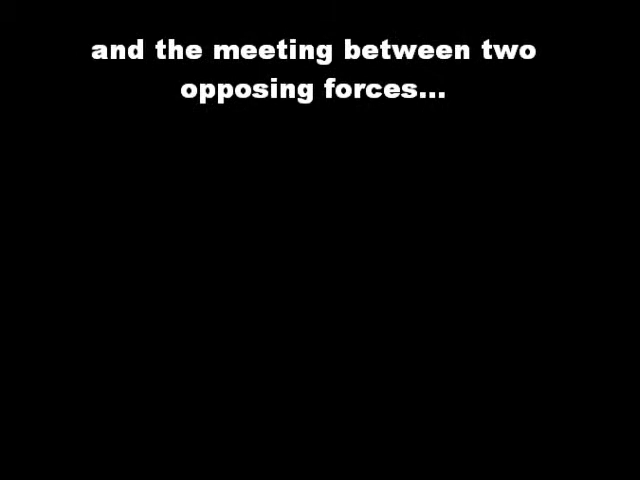 and the meeting between two
opposing forces...